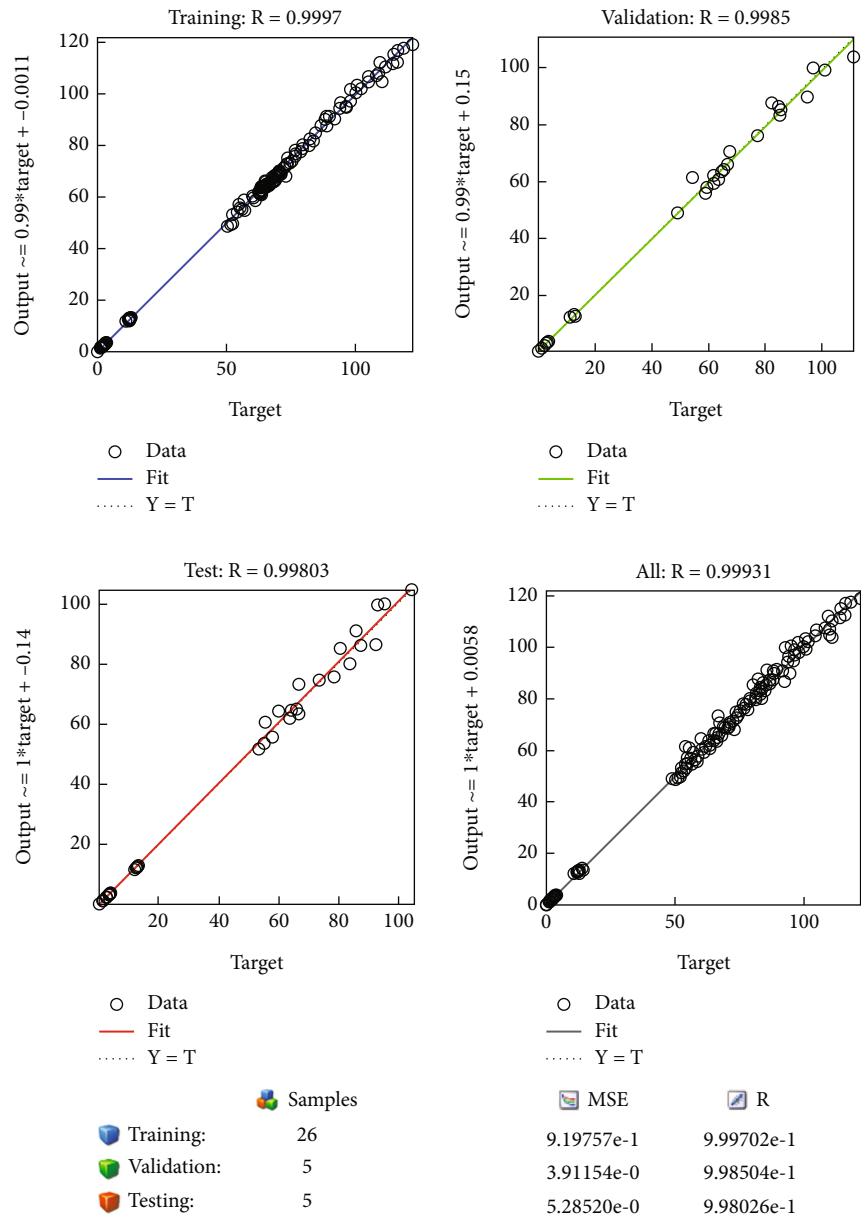 Training: R = 0.9997
Output ~= 0.99*target + -0.0011
120
100
80
60
40
20
0
0 50 100
Target
Data
Fit
Y = T
Validation: R = 0.9985
Output ~= 0.99*target + 0.15
100
80
60
40
20
20 40 60 80 100
Target
Data
Fit
Y = T
Test: R = 0.99803
Output ~= 1*target + -0.14
100
80
60
40
20
20 40 60 80 100
Target
Data
Fit
Y = T
All: R = 0.99931
Output ~= 1*target + 0.0058
120
100
80
60
40
20
0
0 50 100
Target
Data
Fit
Y = T
Samples MSE R
Training: 26 9.19757e-1 9.99702e-1
Validation: 5 3.91154e-0 9.98504e-1
Testing: 5 5.28520e-0 9.98026e-1